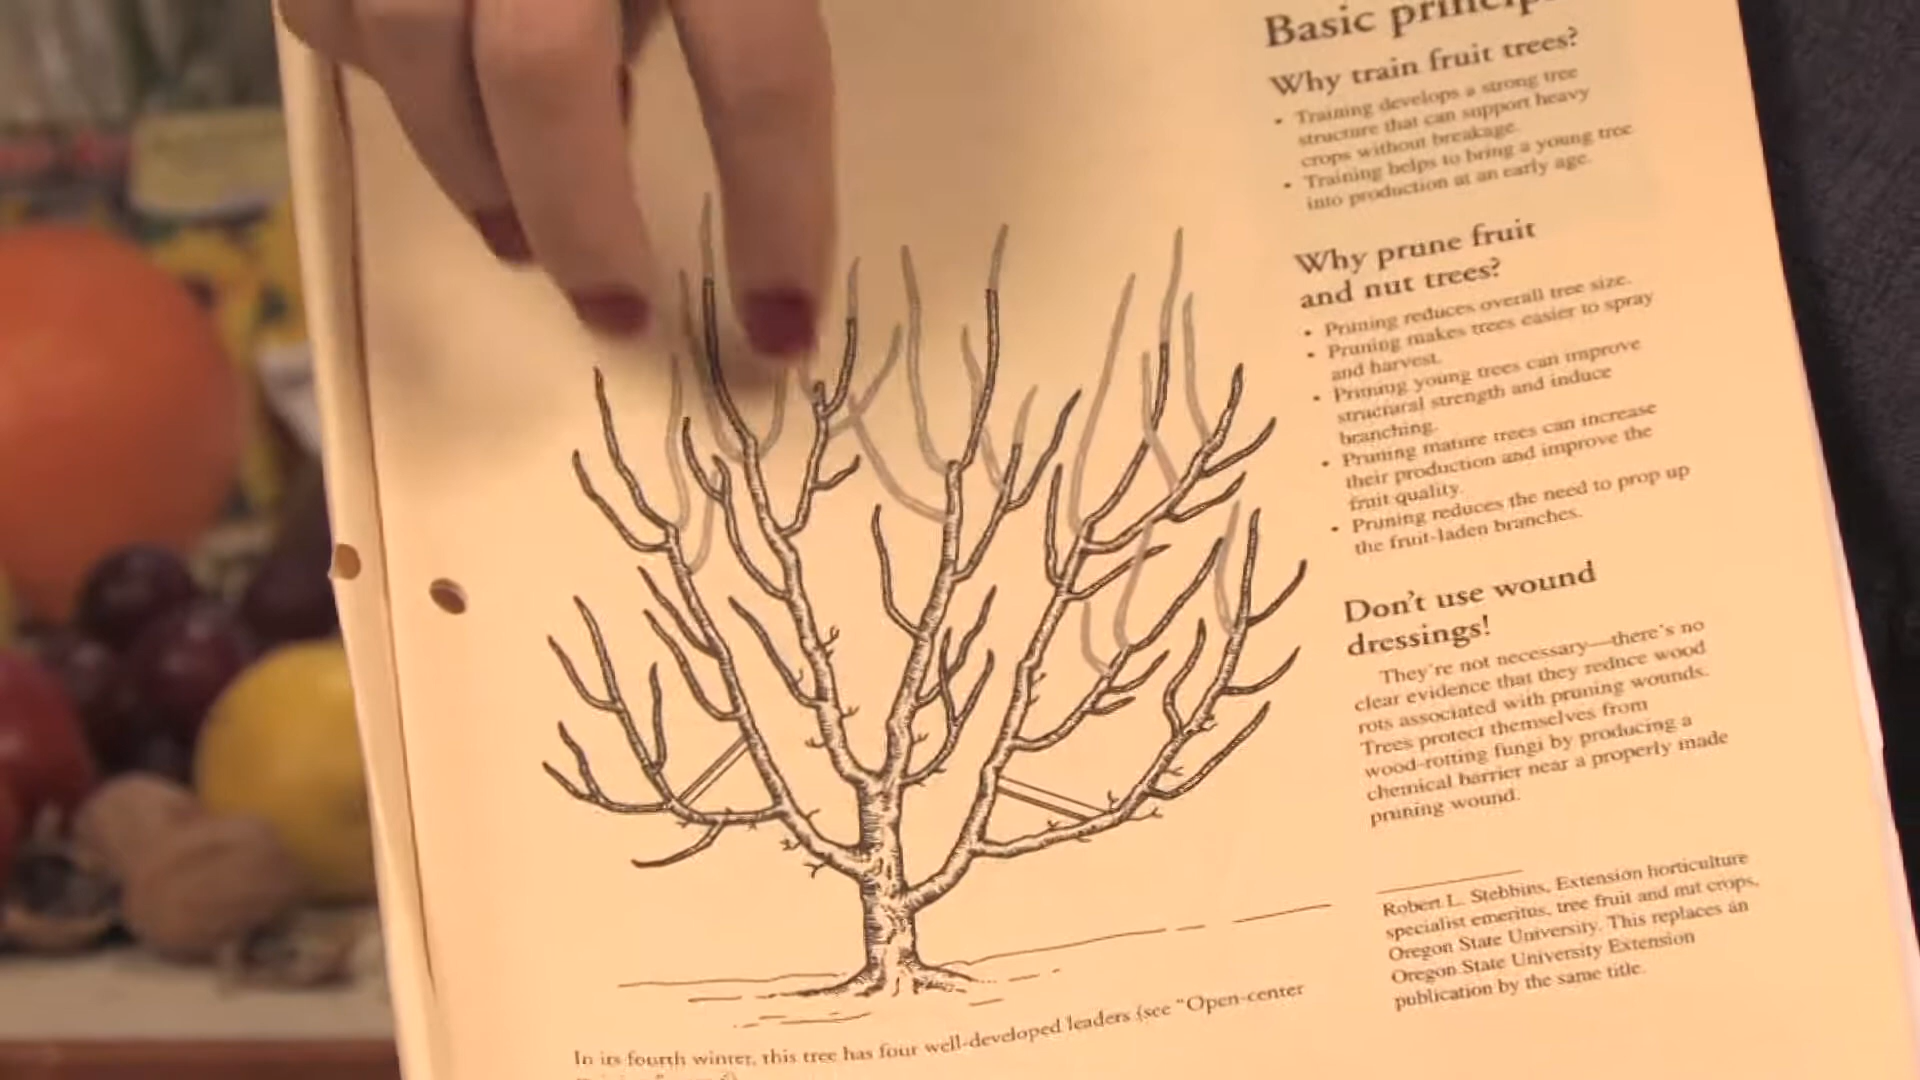 Basic
Why train fruit trees?
• Training develops a strong tree
structure that can support heavy
crops without breakage.
• Training helps to bring a young tree
into production at an early age.
Why prune fruit
and nut trees?
• Pruning reduces overall tree size.
• Pruning makes trees easier to spray
and harvest.
• Pruning young trees can improve
structural strength and induce
branching.
• Pruning mature trees can increase
their production and improve the
fruit quality.
• Pruning reduces the need to prop up
the fruit-laden branches.
Don't use wound
dressings!
They're not necessary—there's no
clear evidence that they reduce wood
rots associated with pruning wounds.
Trees protect themselves from
wood-rotting fungi by producing a
chemical barrier near a properly made
pruning wound.
Robert L. Stebbins, Extension horticulture
specialist emeritus, tree fruit and nut crops,
Oregon State University. This replaces an
Oregon State University Extension
publication by the same title.
In its fourth winter, this tree has four well-developed leaders (see "Open-center